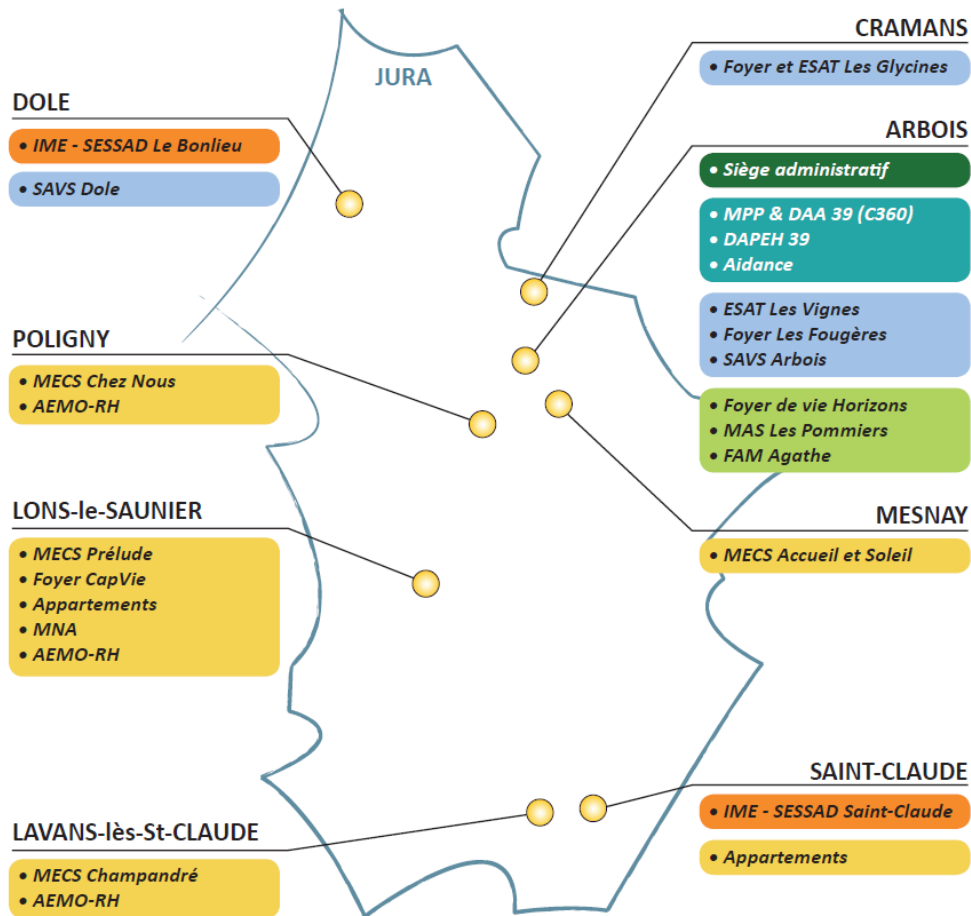 JURA
DOLE
• IME - SESSAD Le Bonlieu
• SAVS Dole
POLIGNY
• MECS Chez Nous
• AEMO-RH
LONS-le-SAUNIER
• MECS Prélude
• Foyer CapVie
• Appartements
• MNA
• AEMO-RH
LAVANS-lès-St-CLAUDE
• MECS Champandré
• AEMO-RH
CRAMANS
• Foyer et ESAT Les Glycines
ARBOIS
• Siège administratif
• MPP & DAA 39 (C360)
• DAPEH 39
• Aidance
• ESAT Les Vignes
• Foyer Les Fougères
• SAVS Arbois
• Foyer de vie Horizons
• MAS Les Pommiers
• FAM Agathe
MESNAY
• MECS Accueil et Soleil
SAINT-CLAUDE
• IME - SESSAD Saint-Claude
• Appartements